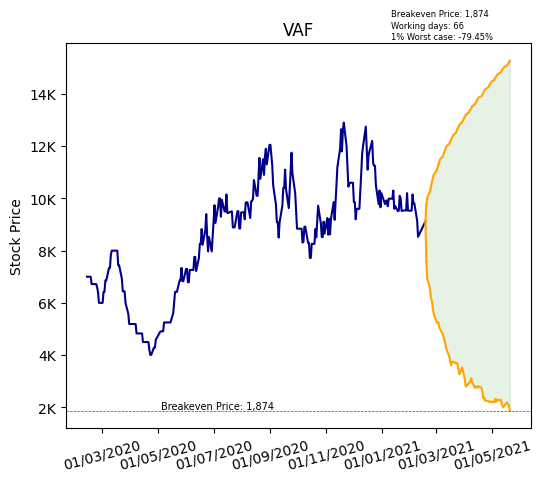 Breakeven Price: 1,874
Working days: 66
1% Worst case: -79.45%
VAF
Stock Price
14K
12K
10K
8K
6K
4K
2K
Breakeven Price: 1,874
01/03/2020
01/05/2020
01/07/2020
01/09/2020
01/11/2020
01/01/2021
01/03/2021
01/05/2021